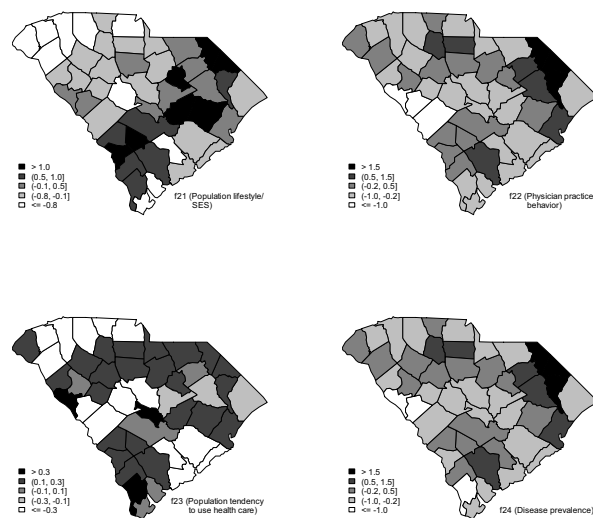 > 1.0
(0.5, 1.0]
(-0.1, 0.5]
(-0.8, -0.1]
<= -0.8
f21 (Population lifestyle/
SES)
> 1.5
(0.5, 1.5]
(-0.2, 0.5]
(-1.0, -0.2]
<= -1.0
f22 (Physician practice
behavior)
> 0.3
(0.1, 0.3]
(-0.1, 0.1]
(-0.3, -0.1]
<= -0.3
f23 (Population tendency
to use health care)
> 1.5
(0.5, 1.5]
(-0.2, 0.5]
(-1.0, -0.2]
<= -1.0
f24 (Disease prevalence)